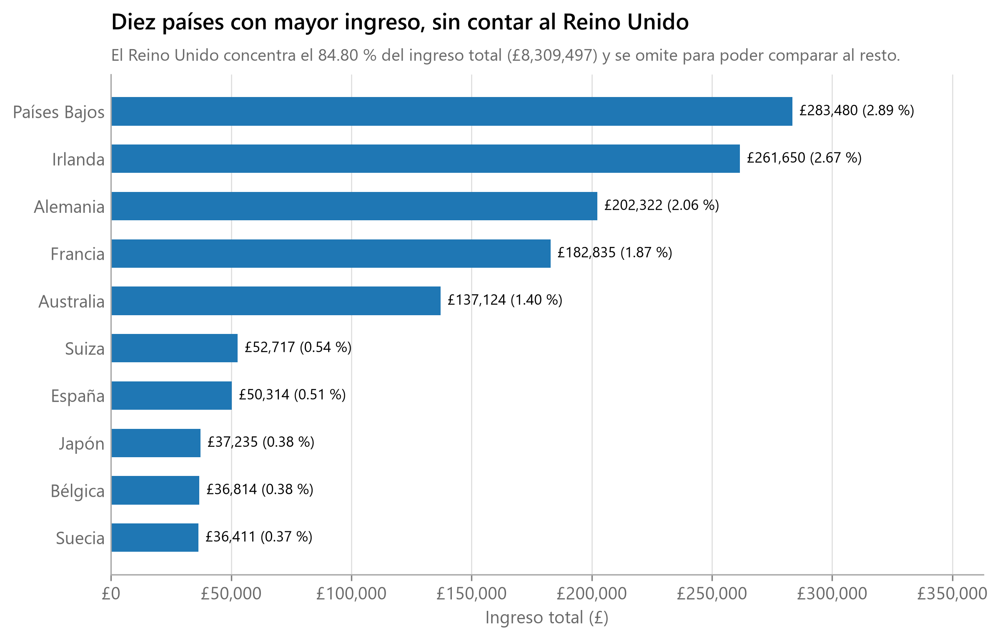 Diez países con mayor ingreso, sin contar al Reino Unido
El Reino Unido concentra el 84.80 % del ingreso total (£8,309,497) y se omite para poder comparar al resto.
Países Bajos £283,480 (2.89 %)
Irlanda £261,650 (2.67 %)
Alemania £202,322 (2.06 %)
Francia £182,835 (1.87 %)
Australia £137,124 (1.40 %)
Suiza £52,717 (0.54 %)
España £50,314 (0.51 %)
Japón £37,235 (0.38 %)
Bélgica £36,814 (0.38 %)
Suecia £36,411 (0.37 %)
£0 £50,000 £100,000 £150,000 £200,000 £250,000 £300,000 £350,000
Ingreso total (£)